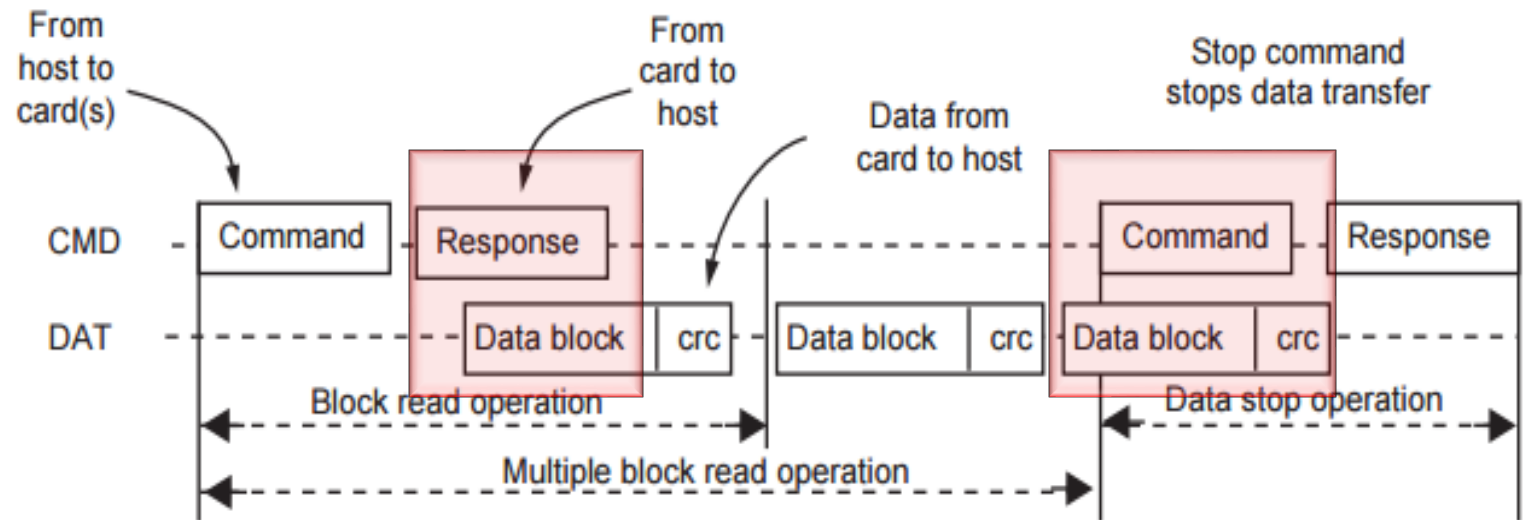 From
host to
card(s)
From
card to
host
Data from
card to host
Stop command
stops data transfer
CMD
Command
Response
Command
Response
DAT
Data block
crc
Data block
crc
Data block
crc
Block read operation
Data stop operation
Multiple block read operation